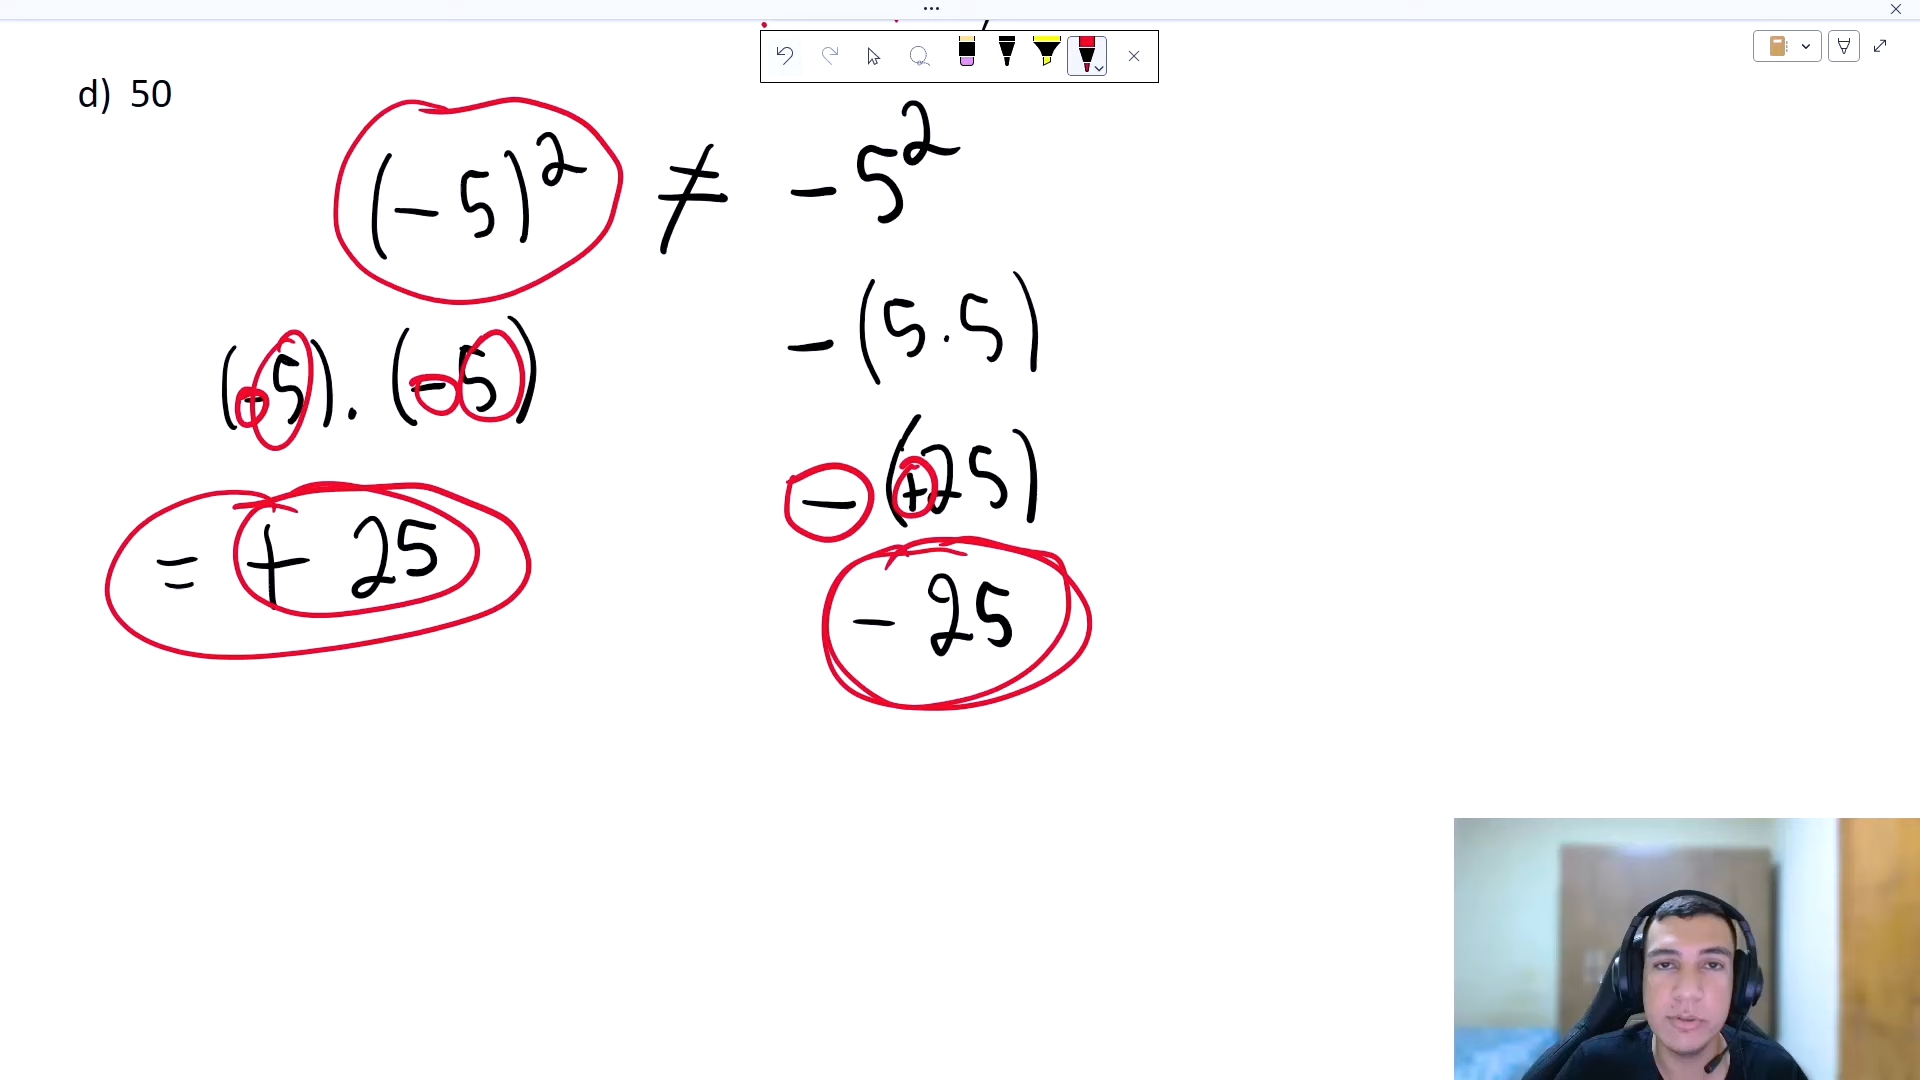 d) 50
(-5)² ≠ -5²
-(5.5)
(-5).(-5)
-(+25)
= + 25
- 25